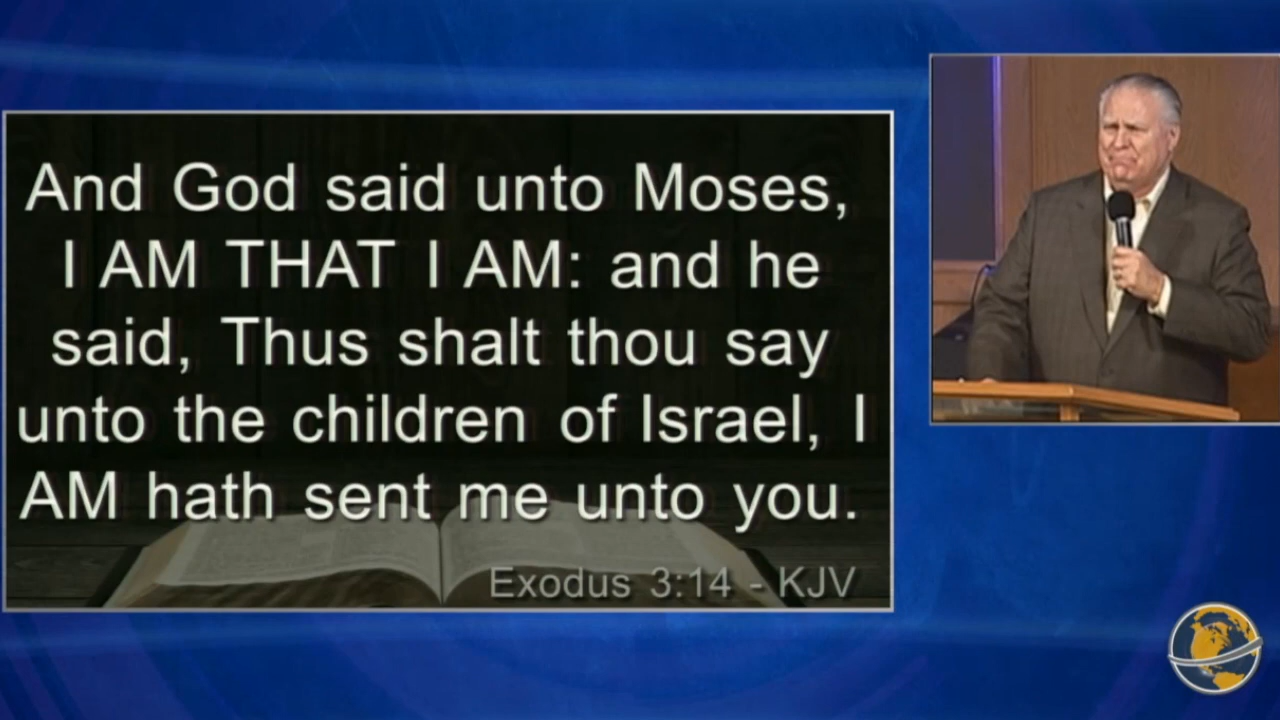 And God said unto Moses,
I AM THAT I AM: and he
said, Thus shalt thou say
unto the children of Israel, I
AM hath sent me unto you.
Exodus 3:14 - KJV